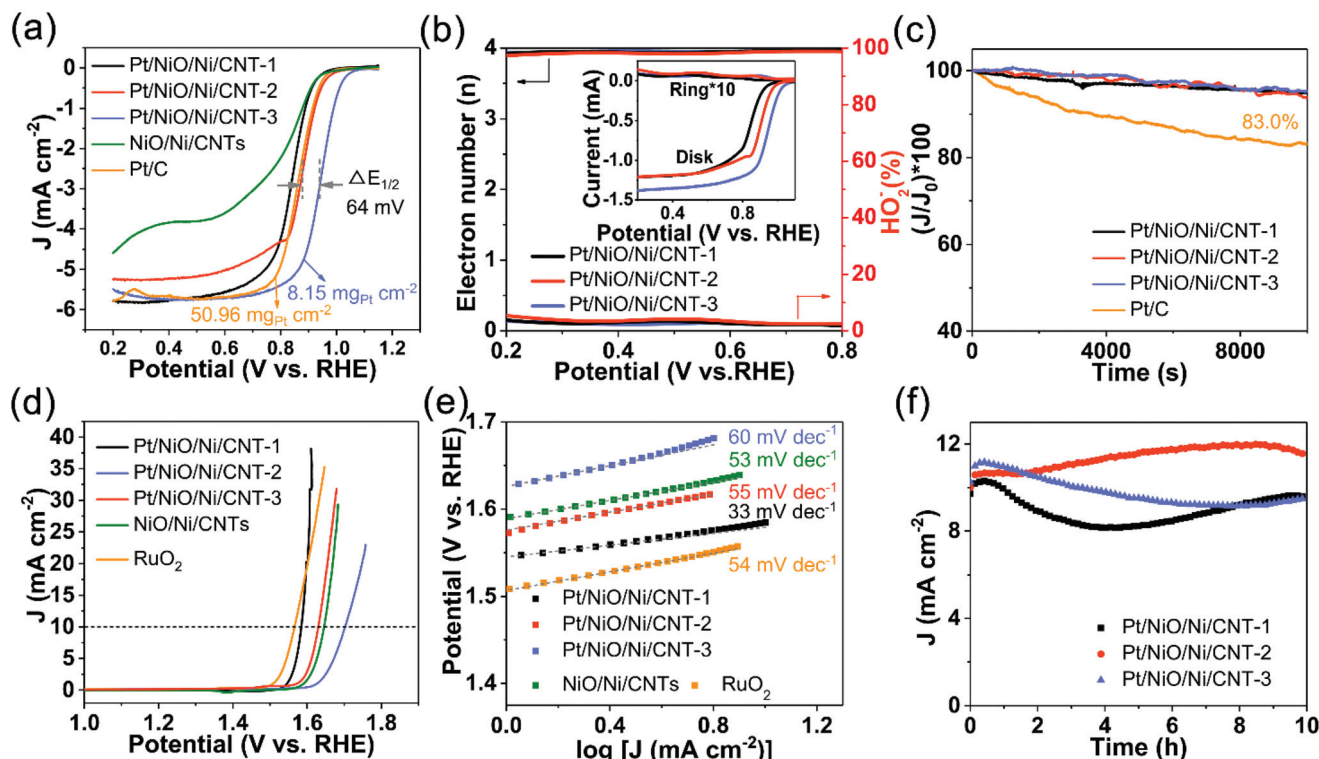 (a)
Pt/NiO/Ni/CNT-1
Pt/NiO/Ni/CNT-2
Pt/NiO/Ni/CNT-3
NiO/Ni/CNTs
Pt/C
ΔE1/2
64 mV
8.15 mgPt cm-2
50.96 mgPt cm-2
0
-1
-2
-3
-4
-5
-6
J (mA cm-2)
0.2 0.4 0.6 0.8 1.0 1.2
Potential (V vs. RHE)
(b)
4
3
2
1
0
Electron number (n)
100
80
60
40
20
0
HO2- (%)
0.0
-0.5
-1.0
-1.5
Current (mA)
Ring*10
Disk
0.4 0.8
Potential (V vs. RHE)
Pt/NiO/Ni/CNT-1
Pt/NiO/Ni/CNT-2
Pt/NiO/Ni/CNT-3
0.2 0.4 0.6 0.8
Potential (V vs.RHE)
(c)
100
80
60
40
(J/J0)*100
83.0%
Pt/NiO/Ni/CNT-1
Pt/NiO/Ni/CNT-2
Pt/NiO/Ni/CNT-3
Pt/C
0 4000 8000
Time (s)
(d)
40
35
30
25
20
15
10
5
0
J (mA cm-2)
Pt/NiO/Ni/CNT-1
Pt/NiO/Ni/CNT-2
Pt/NiO/Ni/CNT-3
NiO/Ni/CNTs
RuO2
1.0 1.2 1.4 1.6 1.8
Potential (V vs. RHE)
(e)
1.7
1.6
1.5
1.4
Potential (V vs. RHE)
60 mV dec-1
53 mV dec-1
55 mV dec-1
33 mV dec-1
54 mV dec-1
Pt/NiO/Ni/CNT-1
Pt/NiO/Ni/CNT-2
Pt/NiO/Ni/CNT-3
NiO/Ni/CNTs RuO2
0.0 0.4 0.8 1.2
log [J (mA cm-2)]
(f)
12
8
4
0
J (mA cm-2)
Pt/NiO/Ni/CNT-1
Pt/NiO/Ni/CNT-2
Pt/NiO/Ni/CNT-3
0 2 4 6 8 10
Time (h)